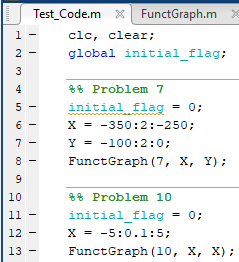 Test_Code.m × FunctGraph.m ×
1 – clc, clear;
2 – global initial_flag;
3
4 %% Problem 7
5 – initial_flag = 0;
6 – X = -350:2:-250;
7 – Y = -100:2:0;
8 – FunctGraph(7, X, Y);
9
10 %% Problem 10
11 – initial_flag = 0;
12 – X = -5:0.1:5;
13 – FunctGraph(10, X, X);